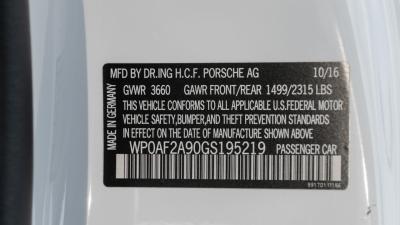 MFD BY DR.ING H.C.F. PORSCHE AG 10/16
GVWR 3660 GAWR FRONT/REAR 1499/2315 LBS
THIS VEHICLE CONFORMS TO ALL APPLICABLE U.S.FEDERAL MOTOR
VEHICLE SAFETY,BUMPER,AND THEFT PREVENTION STANDARDS
IN EFFECT ON THE DATE OF MANUFACTURE SHOWN ABOVE
WP0AF2A90GS195219 PASSENGER CAR
MADE IN GERMANY